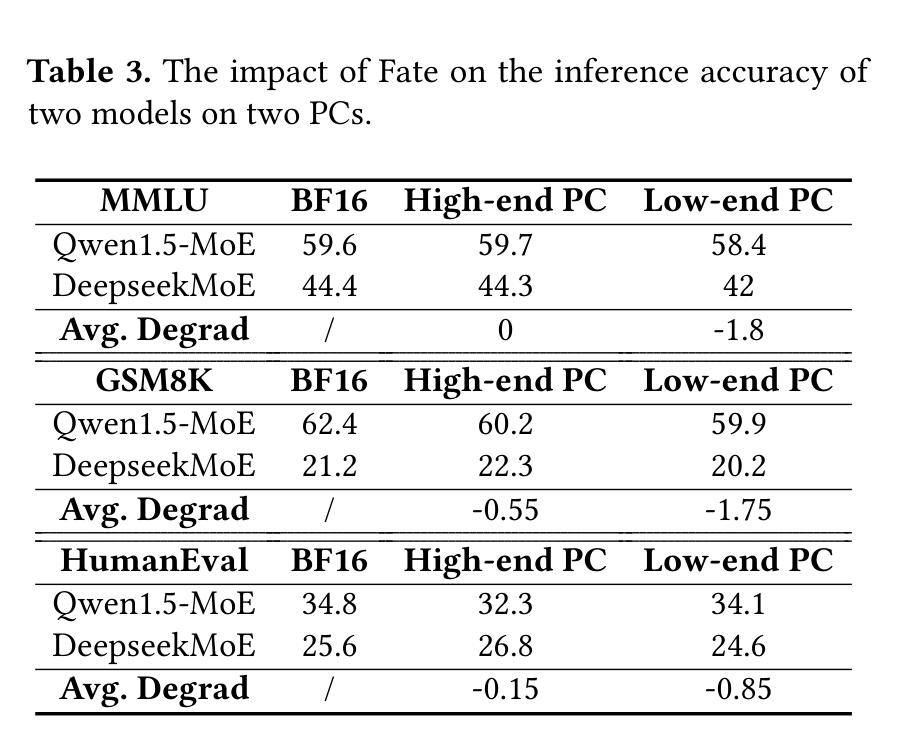 Table 3. The impact of Fate on the inference accuracy of
two models on two PCs.
MMLU BF16 High-end PC Low-end PC
Qwen1.5-MoE 59.6 59.7 58.4
DeepseekMoE 44.4 44.3 42
Avg. Degrad / 0 -1.8
GSM8K BF16 High-end PC Low-end PC
Qwen1.5-MoE 62.4 60.2 59.9
DeepseekMoE 21.2 22.3 20.2
Avg. Degrad / -0.55 -1.75
HumanEval BF16 High-end PC Low-end PC
Qwen1.5-MoE 34.8 32.3 34.1
DeepseekMoE 25.6 26.8 24.6
Avg. Degrad / -0.15 -0.85